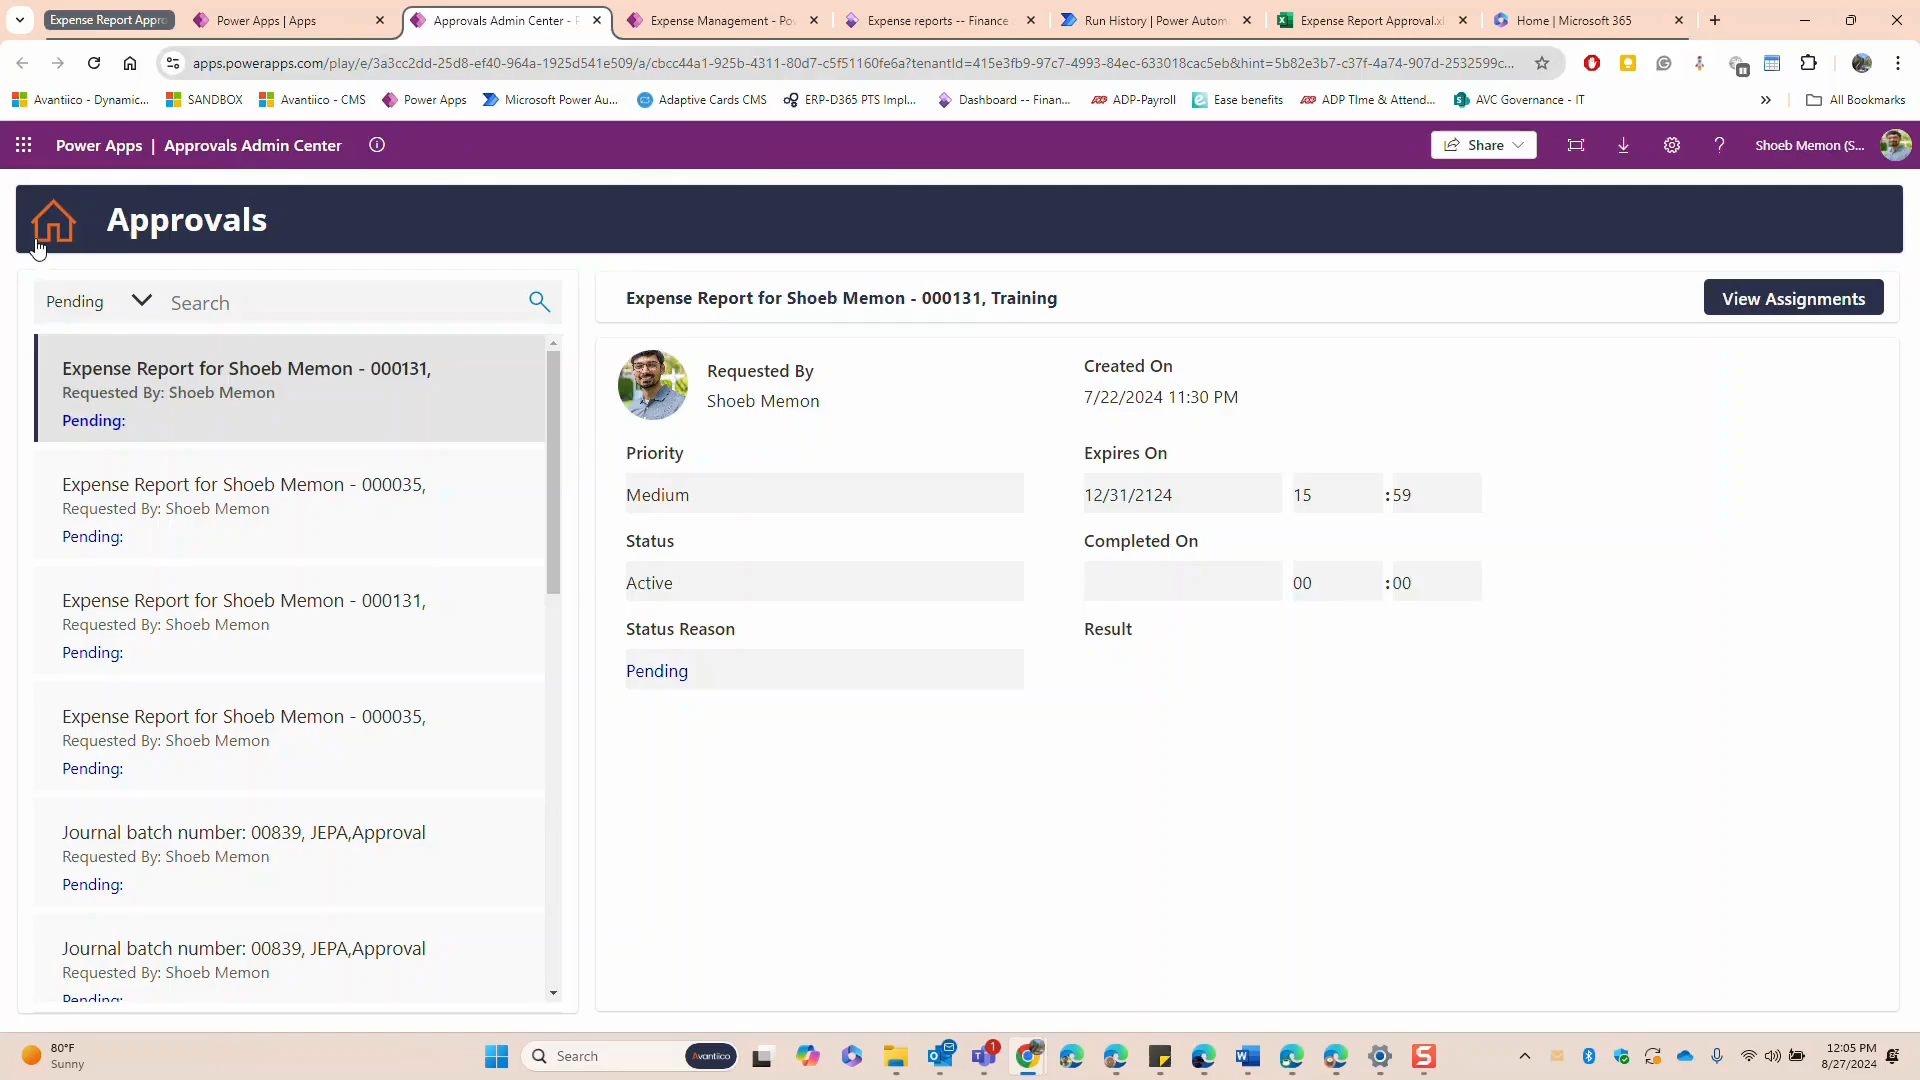 Expense Report Appro
Power Apps | Apps
Approvals Admin Center - P
Expense Management - Po
Expense reports -- Finance
Run History | Power Autom
Expense Report Approval.xl
Home | Microsoft 365
apps.powerapps.com/play/e/3a3cc2dd-25d8-ef40-964a-1925d541e509/a/cbcc44a1-925b-4311-80d7-c5f51160fe6a?tenantId=415e3fb9-97c7-4993-84ec-633018cac5eb&hint=5b82e3b7-c37f-4a74-907d-2532599c...
Avantiico - Dynamic...
SANDBOX
Avantiico - CMS
Power Apps
Microsoft Power Au...
Adaptive Cards CMS
ERP-D365 PTS Impl...
Dashboard -- Finan...
ADP-Payroll
Ease benefits
ADP TIme & Attend...
AVC Governance - IT
All Bookmarks
Power Apps | Approvals Admin Center
Share
Shoeb Memon (S...
Approvals
Pending
Search
Expense Report for Shoeb Memon - 000131,
Requested By: Shoeb Memon
Pending:
Expense Report for Shoeb Memon - 000035,
Requested By: Shoeb Memon
Pending:
Expense Report for Shoeb Memon - 000131,
Requested By: Shoeb Memon
Pending:
Expense Report for Shoeb Memon - 000035,
Requested By: Shoeb Memon
Pending:
Journal batch number: 00839, JEPA,Approval
Requested By: Shoeb Memon
Pending:
Journal batch number: 00839, JEPA,Approval
Requested By: Shoeb Memon
Pending:
Expense Report for Shoeb Memon - 000131, Training
View Assignments
Requested By
Shoeb Memon
Created On
7/22/2024 11:30 PM
Priority
Medium
Expires On
12/31/2124 15 :59
Status
Active
Completed On
00 :00
Status Reason
Pending
Result
80°F
Sunny
Search
Avantiico
1
12:05 PM
8/27/2024